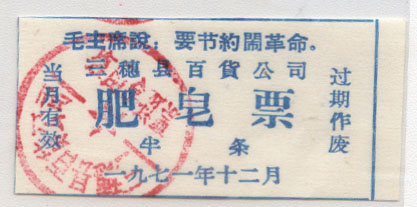 毛主席說：要节約鬧革命。
三穗县百貨公司
当月有效
肥皂票
半条
过期作废
一九七一年十二月